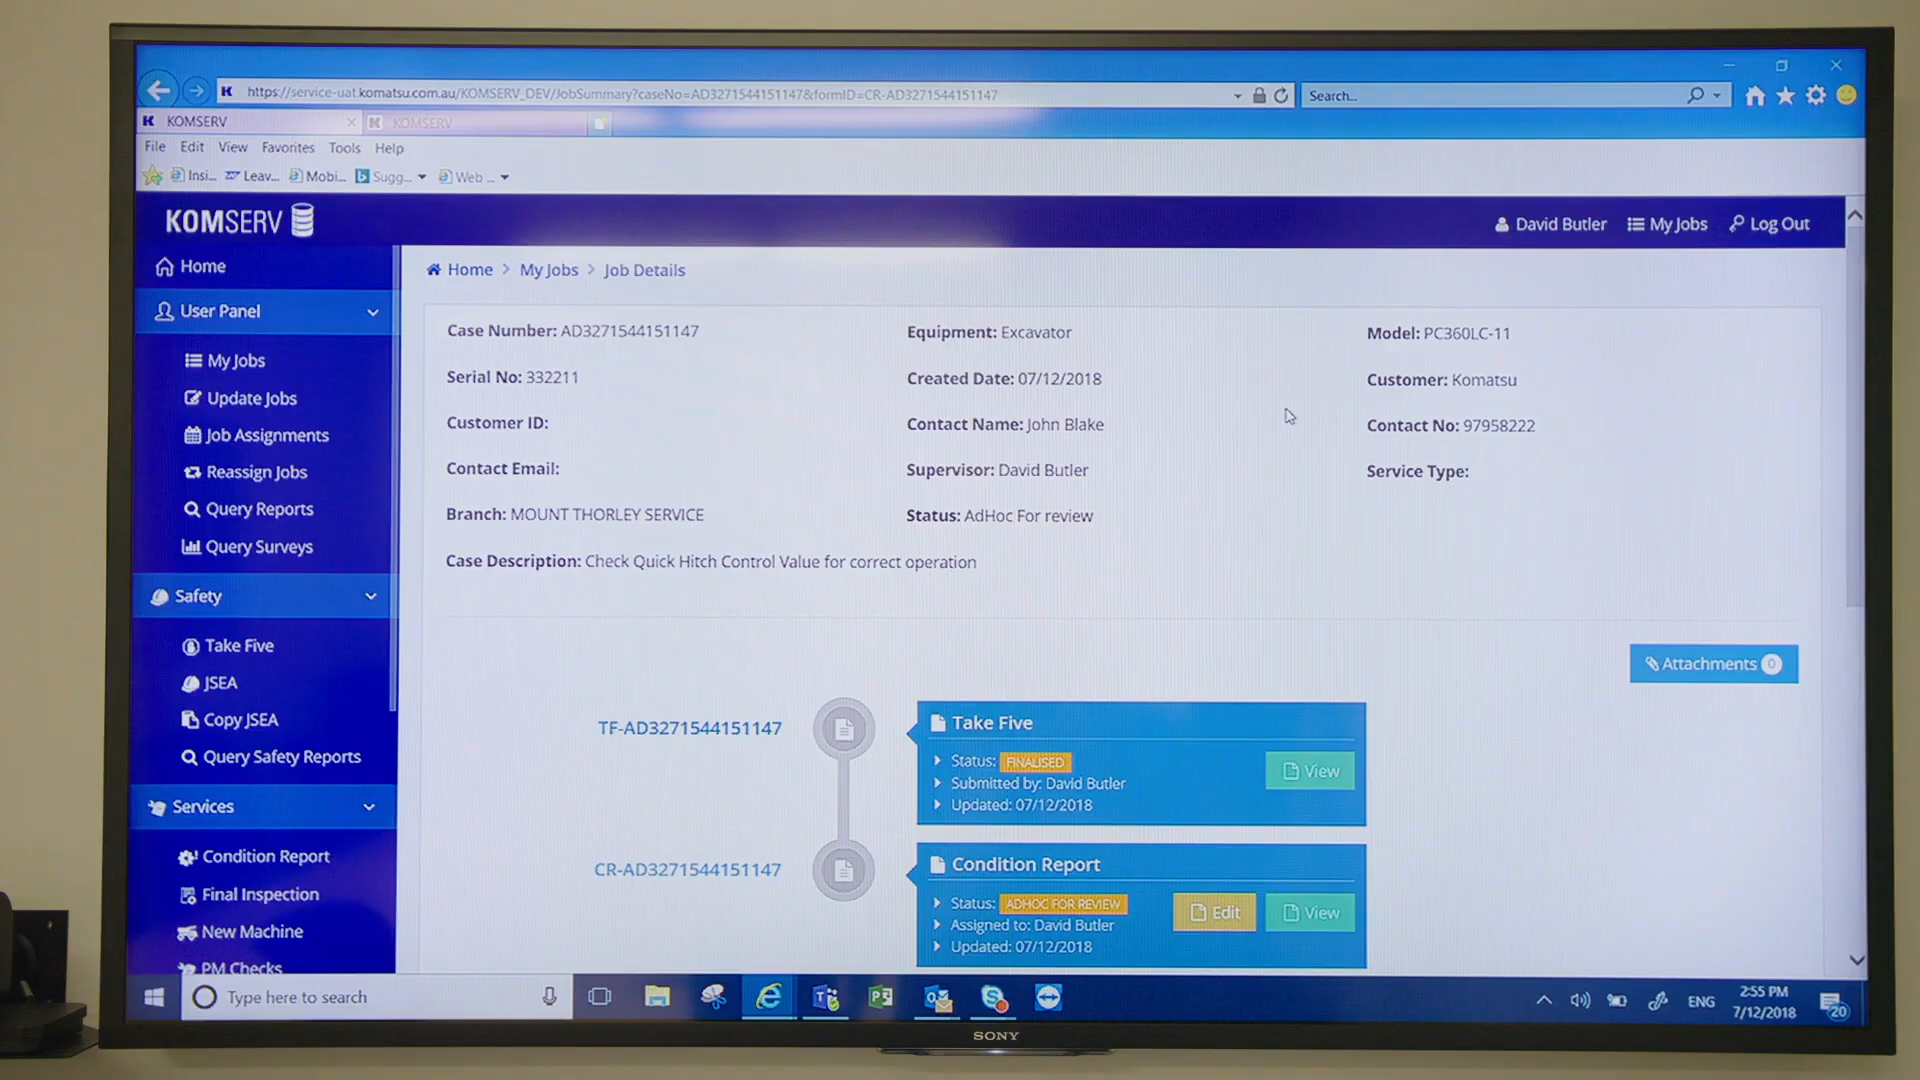 https://service-uat.komatsu.com.au/KOMSERV_DEV/JobSummary?caseNo=AD3271544151147&formID=CR-AD3271544151147
Search...
KOMSERV
KOMSERV
File Edit View Favorites Tools Help
Insi... Leav... Mobi... Sugg... Web ...
KOMSERV
David Butler
My Jobs
Log Out
Home
User Panel
My Jobs
Update Jobs
Job Assignments
Reassign Jobs
Query Reports
Query Surveys
Safety
Take Five
JSEA
Copy JSEA
Query Safety Reports
Services
Condition Report
Final Inspection
New Machine
PM Checks
Home > My Jobs > Job Details
Case Number: AD3271544151147
Equipment: Excavator
Model: PC360LC-11
Serial No: 332211
Created Date: 07/12/2018
Customer: Komatsu
Customer ID:
Contact Name: John Blake
Contact No: 97958222
Contact Email:
Supervisor: David Butler
Service Type:
Branch: MOUNT THORLEY SERVICE
Status: AdHoc For review
Case Description: Check Quick Hitch Control Value for correct operation
Attachments 0
TF-AD3271544151147
Take Five
Status: FINALISED
Submitted by: David Butler
Updated: 07/12/2018
View
CR-AD3271544151147
Condition Report
Status: ADHOC FOR REVIEW
Assigned to: David Butler
Updated: 07/12/2018
Edit
View
Type here to search
ENG
2:55 PM
7/12/2018
20
SONY